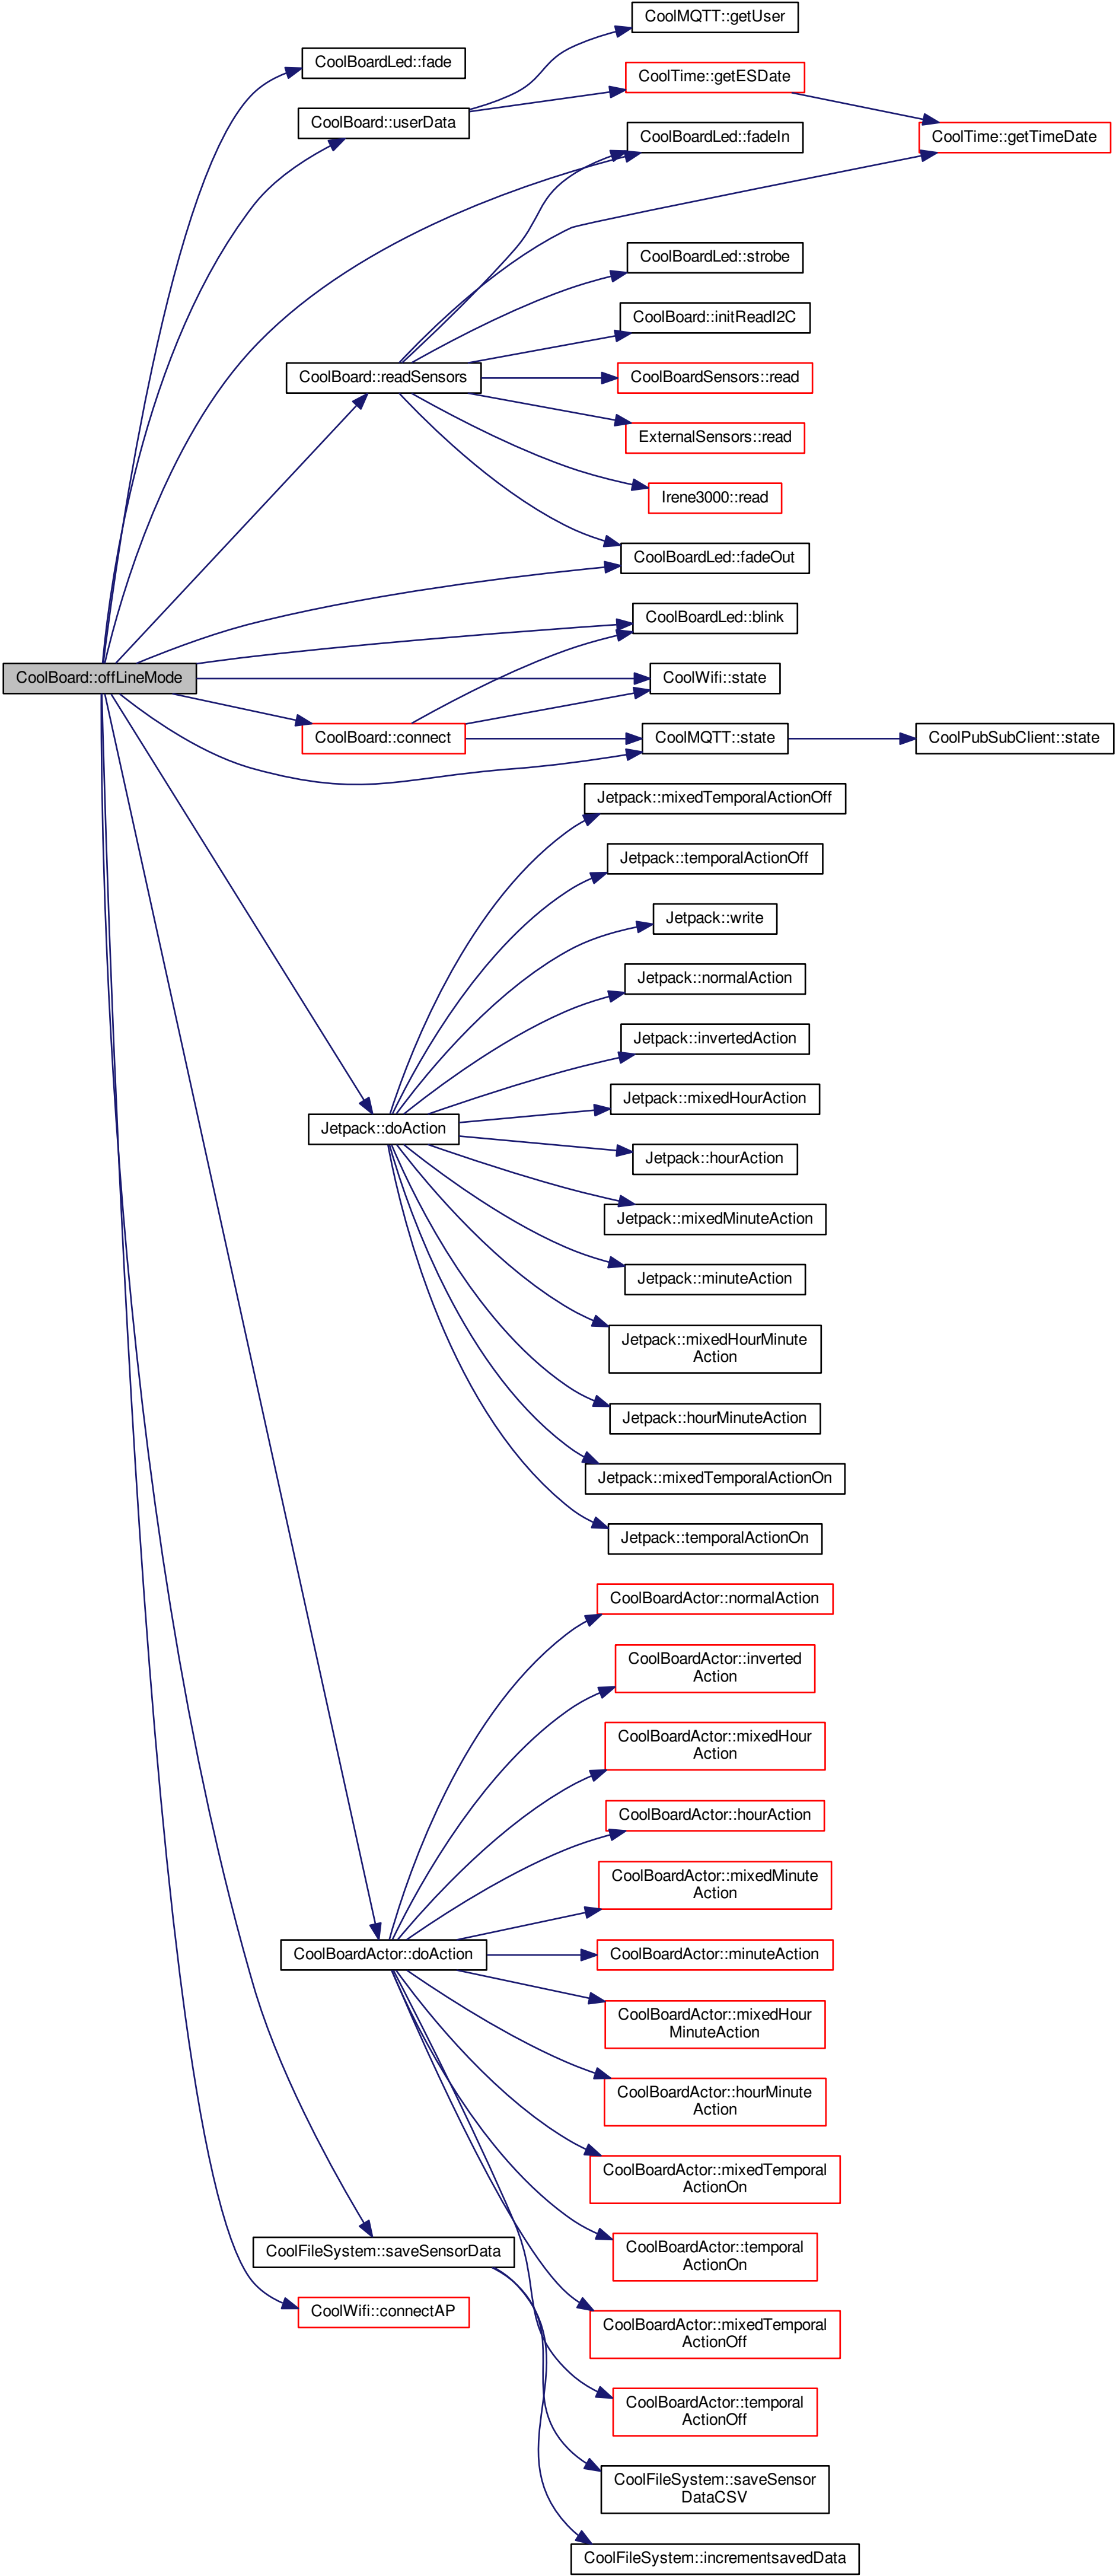 CoolMQTT::getUser
CoolBoardLed::fade
CoolTime::getESDate
CoolBoard::userData
CoolBoardLed::fadeIn
CoolTime::getTimeDate
CoolBoardLed::strobe
CoolBoard::initReadI2C
CoolBoard::readSensors
CoolBoardSensors::read
ExternalSensors::read
Irene3000::read
CoolBoardLed::fadeOut
CoolBoardLed::blink
CoolBoard::offLineMode
CoolWifi::state
CoolBoard::connect
CoolMQTT::state
CoolPubSubClient::state
Jetpack::mixedTemporalActionOff
Jetpack::temporalActionOff
Jetpack::write
Jetpack::normalAction
Jetpack::invertedAction
Jetpack::mixedHourAction
Jetpack::doAction
Jetpack::hourAction
Jetpack::mixedMinuteAction
Jetpack::minuteAction
Jetpack::mixedHourMinute
Action
Jetpack::hourMinuteAction
Jetpack::mixedTemporalActionOn
Jetpack::temporalActionOn
CoolBoardActor::normalAction
CoolBoardActor::inverted
Action
CoolBoardActor::mixedHour
Action
CoolBoardActor::hourAction
CoolBoardActor::mixedMinute
Action
CoolBoardActor::doAction
CoolBoardActor::minuteAction
CoolBoardActor::mixedHour
MinuteAction
CoolBoardActor::hourMinute
Action
CoolBoardActor::mixedTemporal
ActionOn
CoolBoardActor::temporal
ActionOn
CoolFileSystem::saveSensorData
CoolWifi::connectAP
CoolBoardActor::mixedTemporal
ActionOff
CoolBoardActor::temporal
ActionOff
CoolFileSystem::saveSensor
DataCSV
CoolFileSystem::incrementsavedData